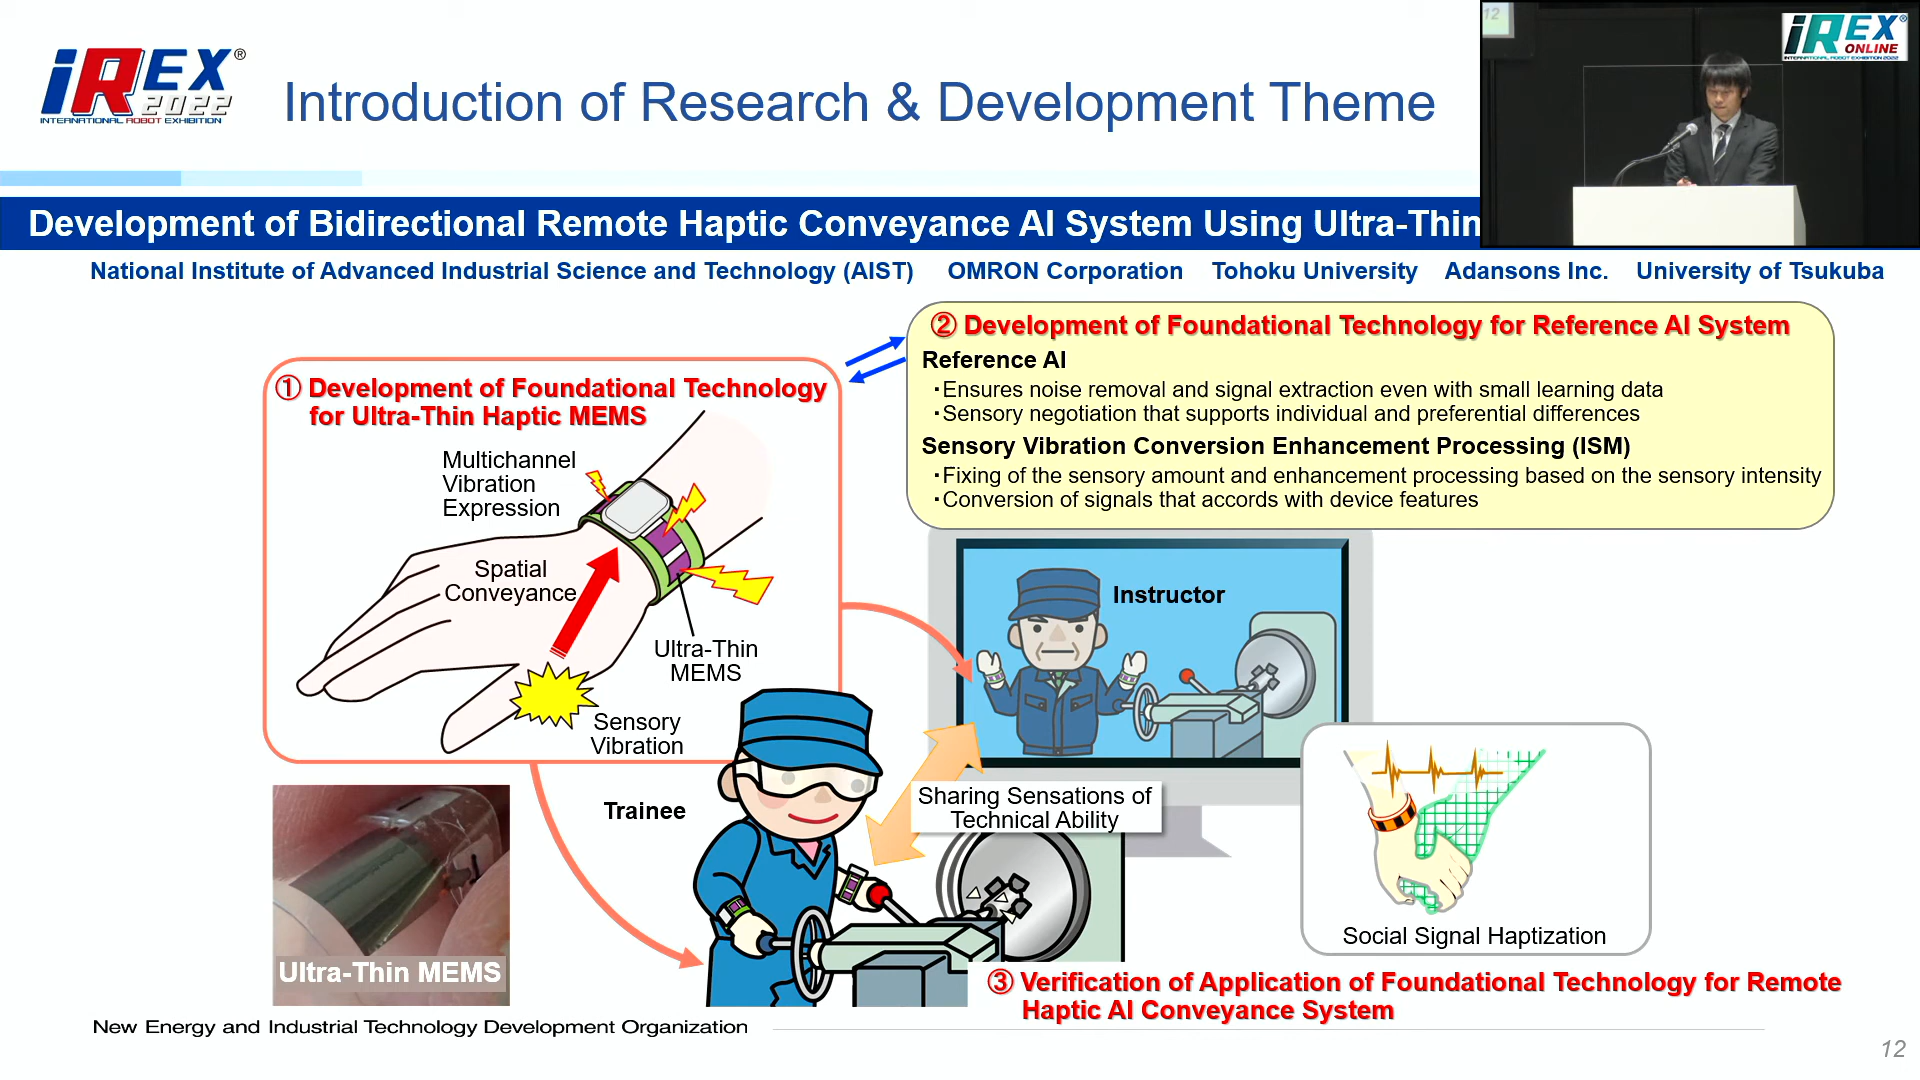 iREX®
2022
INTERNATIONAL ROBOT EXHIBITION
Introduction of Research & Development Theme
12
iREX®
ONLINE
INTERNATIONAL ROBOT EXHIBITION 2022
Development of Bidirectional Remote Haptic Conveyance AI System Using Ultra-Thin
National Institute of Advanced Industrial Science and Technology (AIST) OMRON Corporation Tohoku University Adansons Inc. University of Tsukuba
① Development of Foundational Technology
for Ultra-Thin Haptic MEMS
Multichannel
Vibration
Expression
Spatial
Conveyance
Ultra-Thin
MEMS
Sensory
Vibration
② Development of Foundational Technology for Reference AI System
Reference AI
・Ensures noise removal and signal extraction even with small learning data
・Sensory negotiation that supports individual and preferential differences
Sensory Vibration Conversion Enhancement Processing (ISM)
・Fixing of the sensory amount and enhancement processing based on the sensory intensity
・Conversion of signals that accords with device features
Instructor
Trainee
Sharing Sensations of
Technical Ability
Social Signal Haptization
Ultra-Thin MEMS
③ Verification of Application of Foundational Technology for Remote
Haptic AI Conveyance System
New Energy and Industrial Technology Development Organization
12